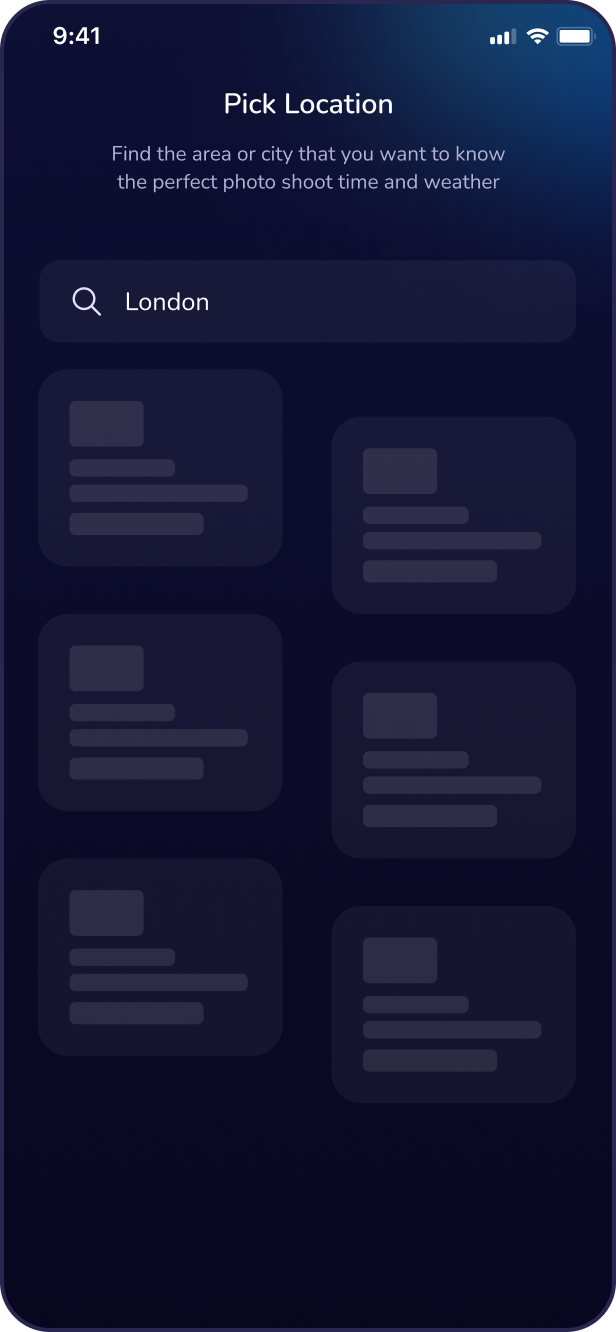 9:41
Pick Location
Find the area or city that you want to know
the perfect photo shoot time and weather
London